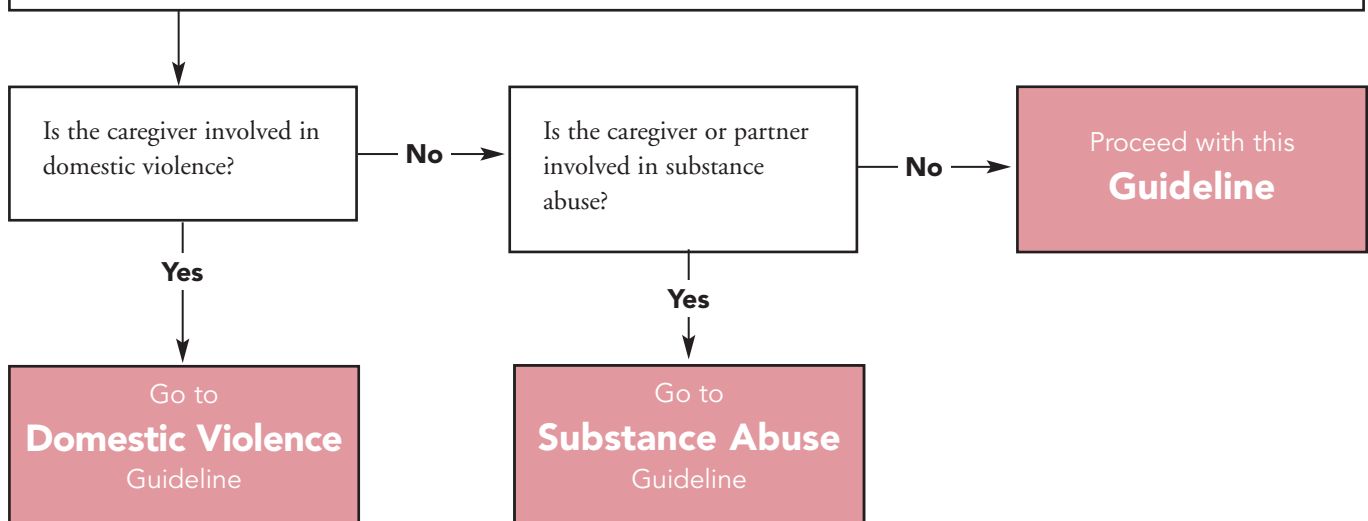 Is the caregiver involved in
domestic violence?
No
Is the caregiver or partner
involved in substance
abuse?
No
Proceed with this
Guideline
Yes
Yes
Go to
Domestic Violence
Guideline
Go to
Substance Abuse
Guideline